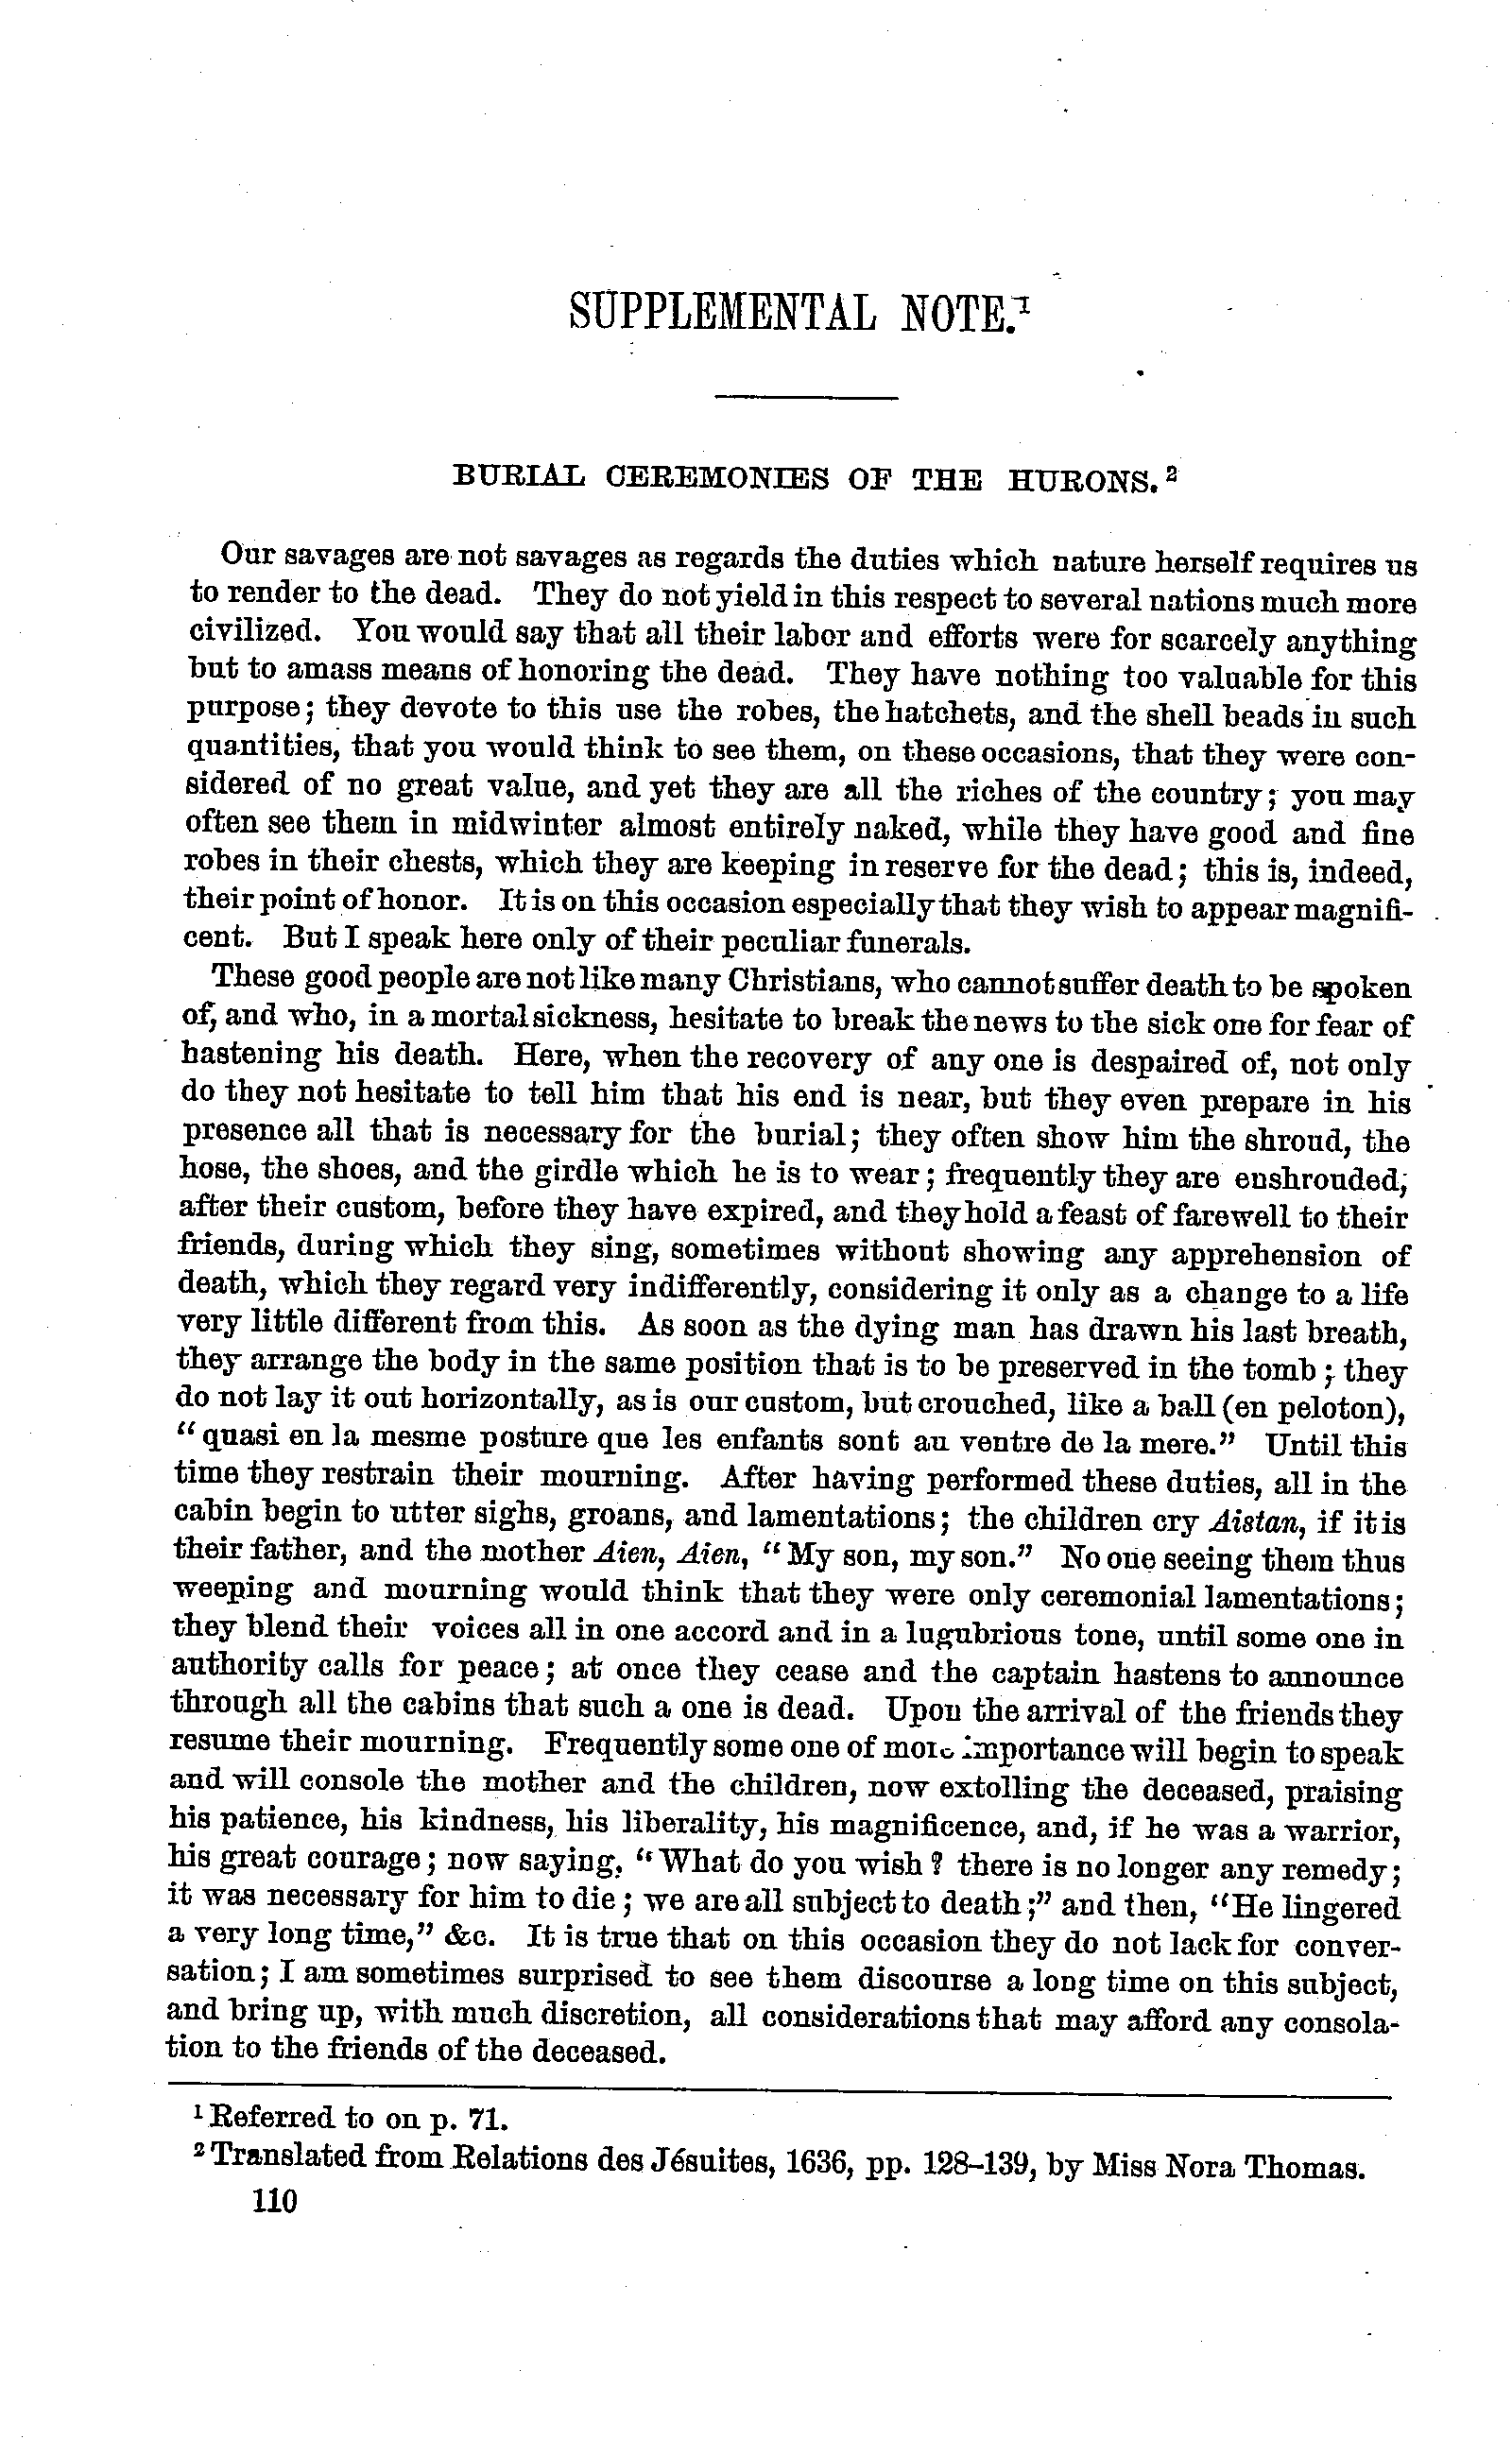 SUPPLEMENTAL NOTE.¹
BURIAL CEREMONIES OF THE HURONS.²
Our savages are not savages as regards the duties which nature herself requires us
to render to the dead. They do not yield in this respect to several nations much more
civilized. You would say that all their labor and efforts were for scarcely anything
but to amass means of honoring the dead. They have nothing too valuable for this
purpose; they devote to this use the robes, the hatchets, and the shell beads in such
quantities, that you would think to see them, on these occasions, that they were con-
sidered of no great value, and yet they are all the riches of the country; you may
often see them in midwinter almost entirely naked, while they have good and fine
robes in their chests, which they are keeping in reserve for the dead; this is, indeed,
their point of honor. It is on this occasion especially that they wish to appear magnifi-
cent. But I speak here only of their peculiar funerals.
These good people are not like many Christians, who cannot suffer death to be spoken
of, and who, in a mortal sickness, hesitate to break the news to the sick one for fear of
hastening his death. Here, when the recovery of any one is despaired of, not only
do they not hesitate to tell him that his end is near, but they even prepare in his
presence all that is necessary for the burial; they often show him the shroud, the
hose, the shoes, and the girdle which he is to wear; frequently they are enshrouded,
after their custom, before they have expired, and they hold a feast of farewell to their
friends, during which they sing, sometimes without showing any apprehension of
death, which they regard very indifferently, considering it only as a change to a life
very little different from this. As soon as the dying man has drawn his last breath,
they arrange the body in the same position that is to be preserved in the tomb; they
do not lay it out horizontally, as is our custom, but crouched, like a ball (en peloton),
"quasi en la mesme posture que les enfants sont au ventre de la mere." Until this
time they restrain their mourning. After having performed these duties, all in the
cabin begin to utter sighs, groans, and lamentations; the children cry Aistan, if it is
their father, and the mother Aien, Aien, "My son, my son." No one seeing them thus
weeping and mourning would think that they were only ceremonial lamentations;
they blend their voices all in one accord and in a lugubrious tone, until some one in
authority calls for peace; at once they cease and the captain hastens to announce
through all the cabins that such a one is dead. Upon the arrival of the friends they
resume their mourning. Frequently some one of more importance will begin to speak
and will console the mother and the children, now extolling the deceased, praising
his patience, his kindness, his liberality, his magnificence, and, if he was a warrior,
his great courage; now saying, "What do you wish? there is no longer any remedy;
it was necessary for him to die; we are all subject to death;" and then, "He lingered
a very long time," &c. It is true that on this occasion they do not lack for conver-
sation; I am sometimes surprised to see them discourse a long time on this subject,
and bring up, with much discretion, all considerations that may afford any consola-
tion to the friends of the deceased.
¹ Referred to on p. 71.
² Translated from Relations des Jésuites, 1636, pp. 128–139, by Miss Nora Thomas.
110